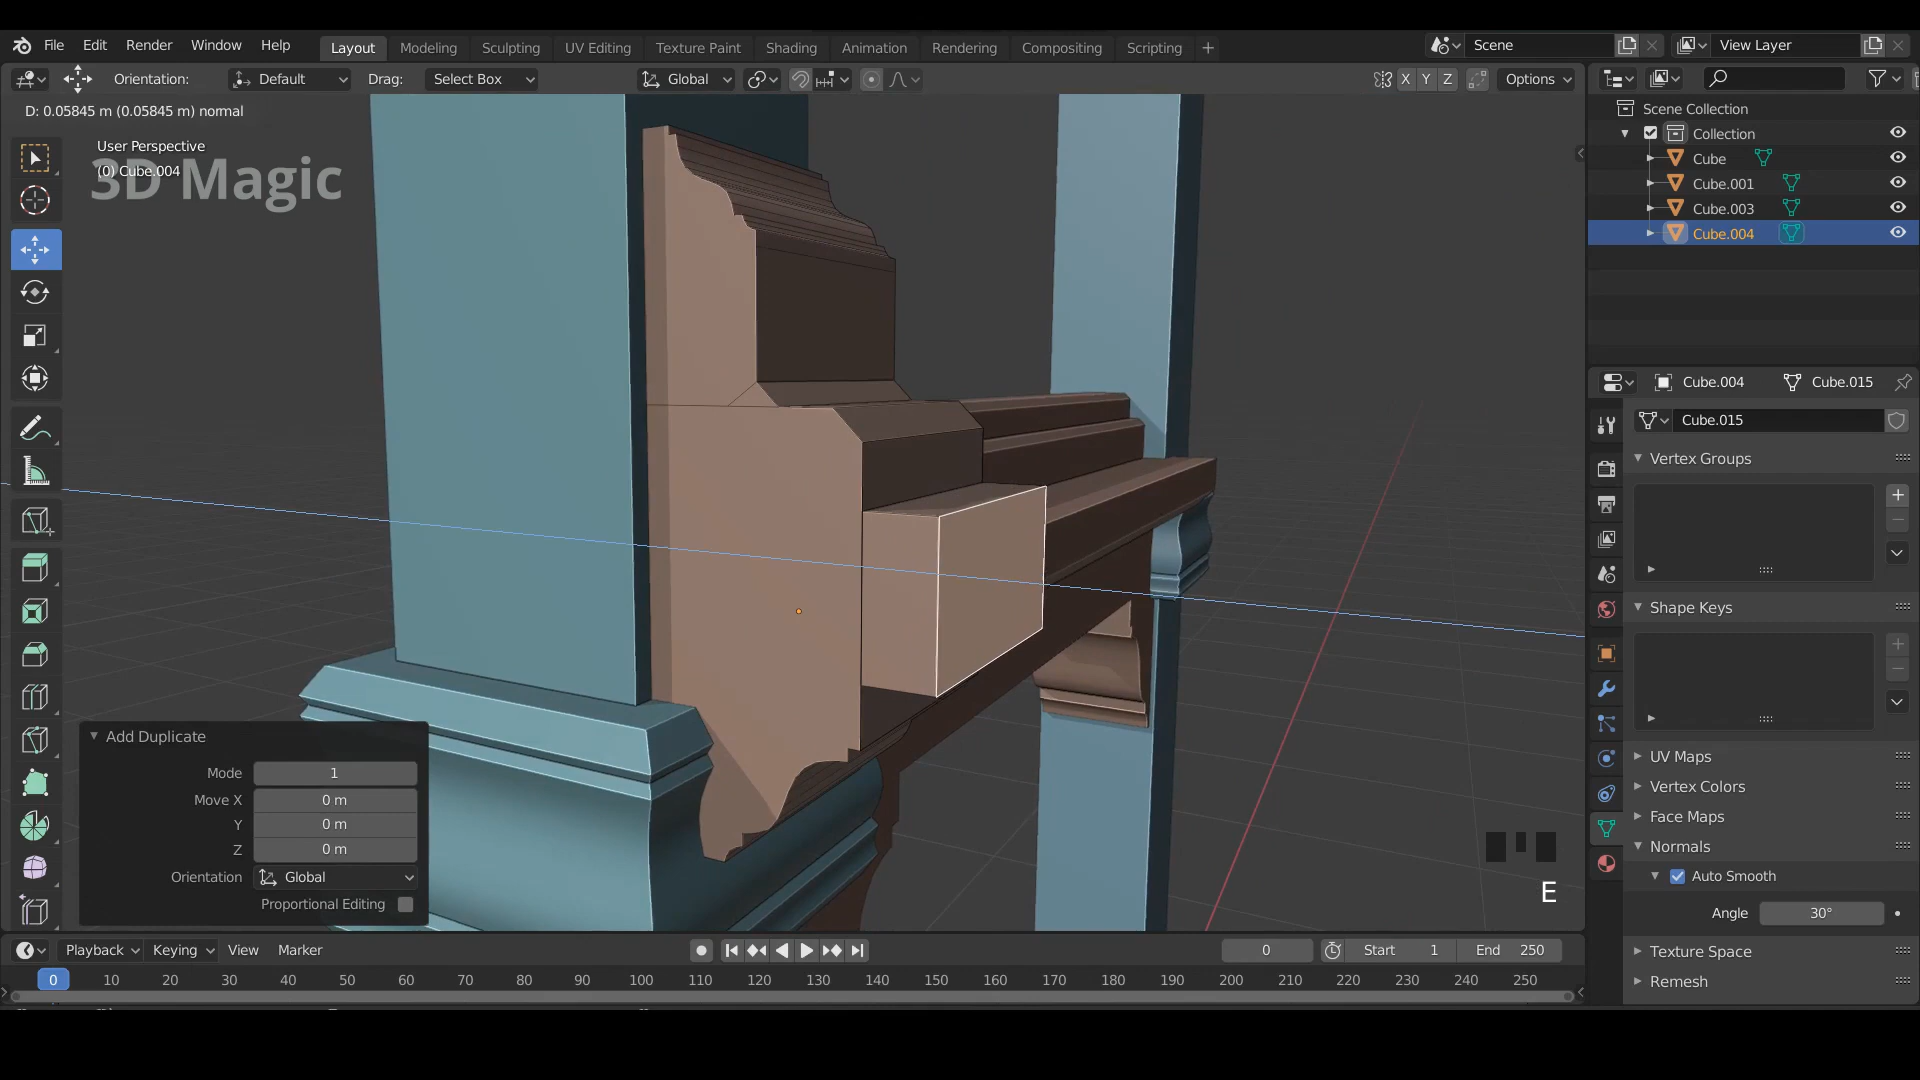 File Edit Render Window Help Layout Modeling Sculpting UV Editing Texture Paint Shading Animation Rendering Compositing Scripting + Scene View Layer
Orientation: Default Drag: Select Box Global X Y Z Options
D: 0.05845 m (0.05845 m) normal
User Perspective
(0) Cube.004
3D Magic
Scene Collection
Collection
Cube
Cube.001
Cube.003
Cube.004
Cube.004 Cube.015
Cube.015
Vertex Groups
Shape Keys
UV Maps
Vertex Colors
Face Maps
Normals
Auto Smooth
Angle 30°
Texture Space
Remesh
Add Duplicate
Mode 1
Move X 0 m
Y 0 m
Z 0 m
Orientation Global
Proportional Editing
E
Playback Keying View Marker 0 Start 1 End 250
0 10 20 30 40 50 60 70 80 90 100 110 120 130 140 150 160 170 180 190 200 210 220 230 240 250